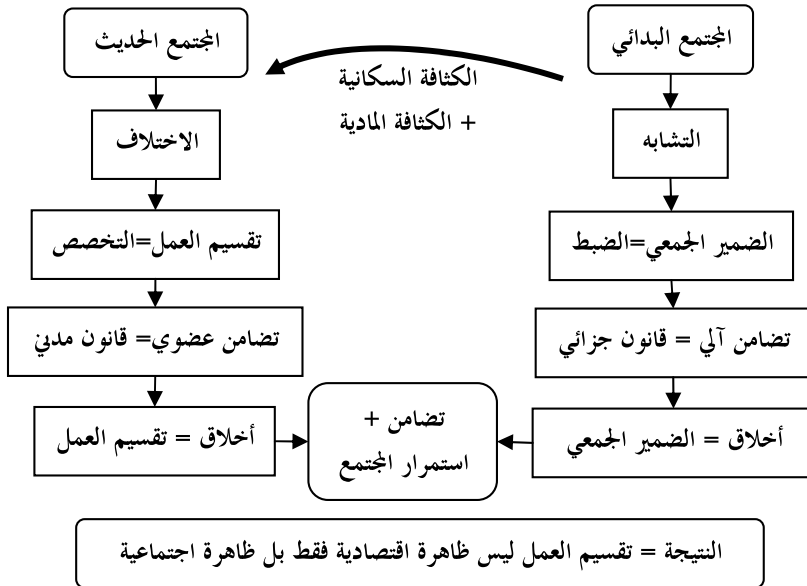 المجتمع البدائي
التشابه
الضمير الجمعي=الضبط
تضامن آلي = قانون جزائي
أخلاق = الضمير الجمعي
الكثافة السكانية
+ الكثافة المادية
المجتمع الحديث
الاختلاف
تقسيم العمل=التخصص
تضامن عضوي= قانون مدني
أخلاق = تقسيم العمل
تضامن +
استمرار المجتمع
النتيجة = تقسيم العمل ليس ظاهرة اقتصادية فقط بل ظاهرة اجتماعية